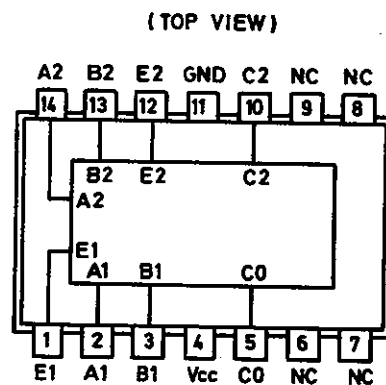 (TOP VIEW)
A2 B2 E2 GND C2 NC NC
14 13 12 11 10 9 8
B2 E2 C2
A2
E1
A1 B1 C0
1 2 3 4 5 6 7
E1 A1 B1 Vcc C0 NC NC